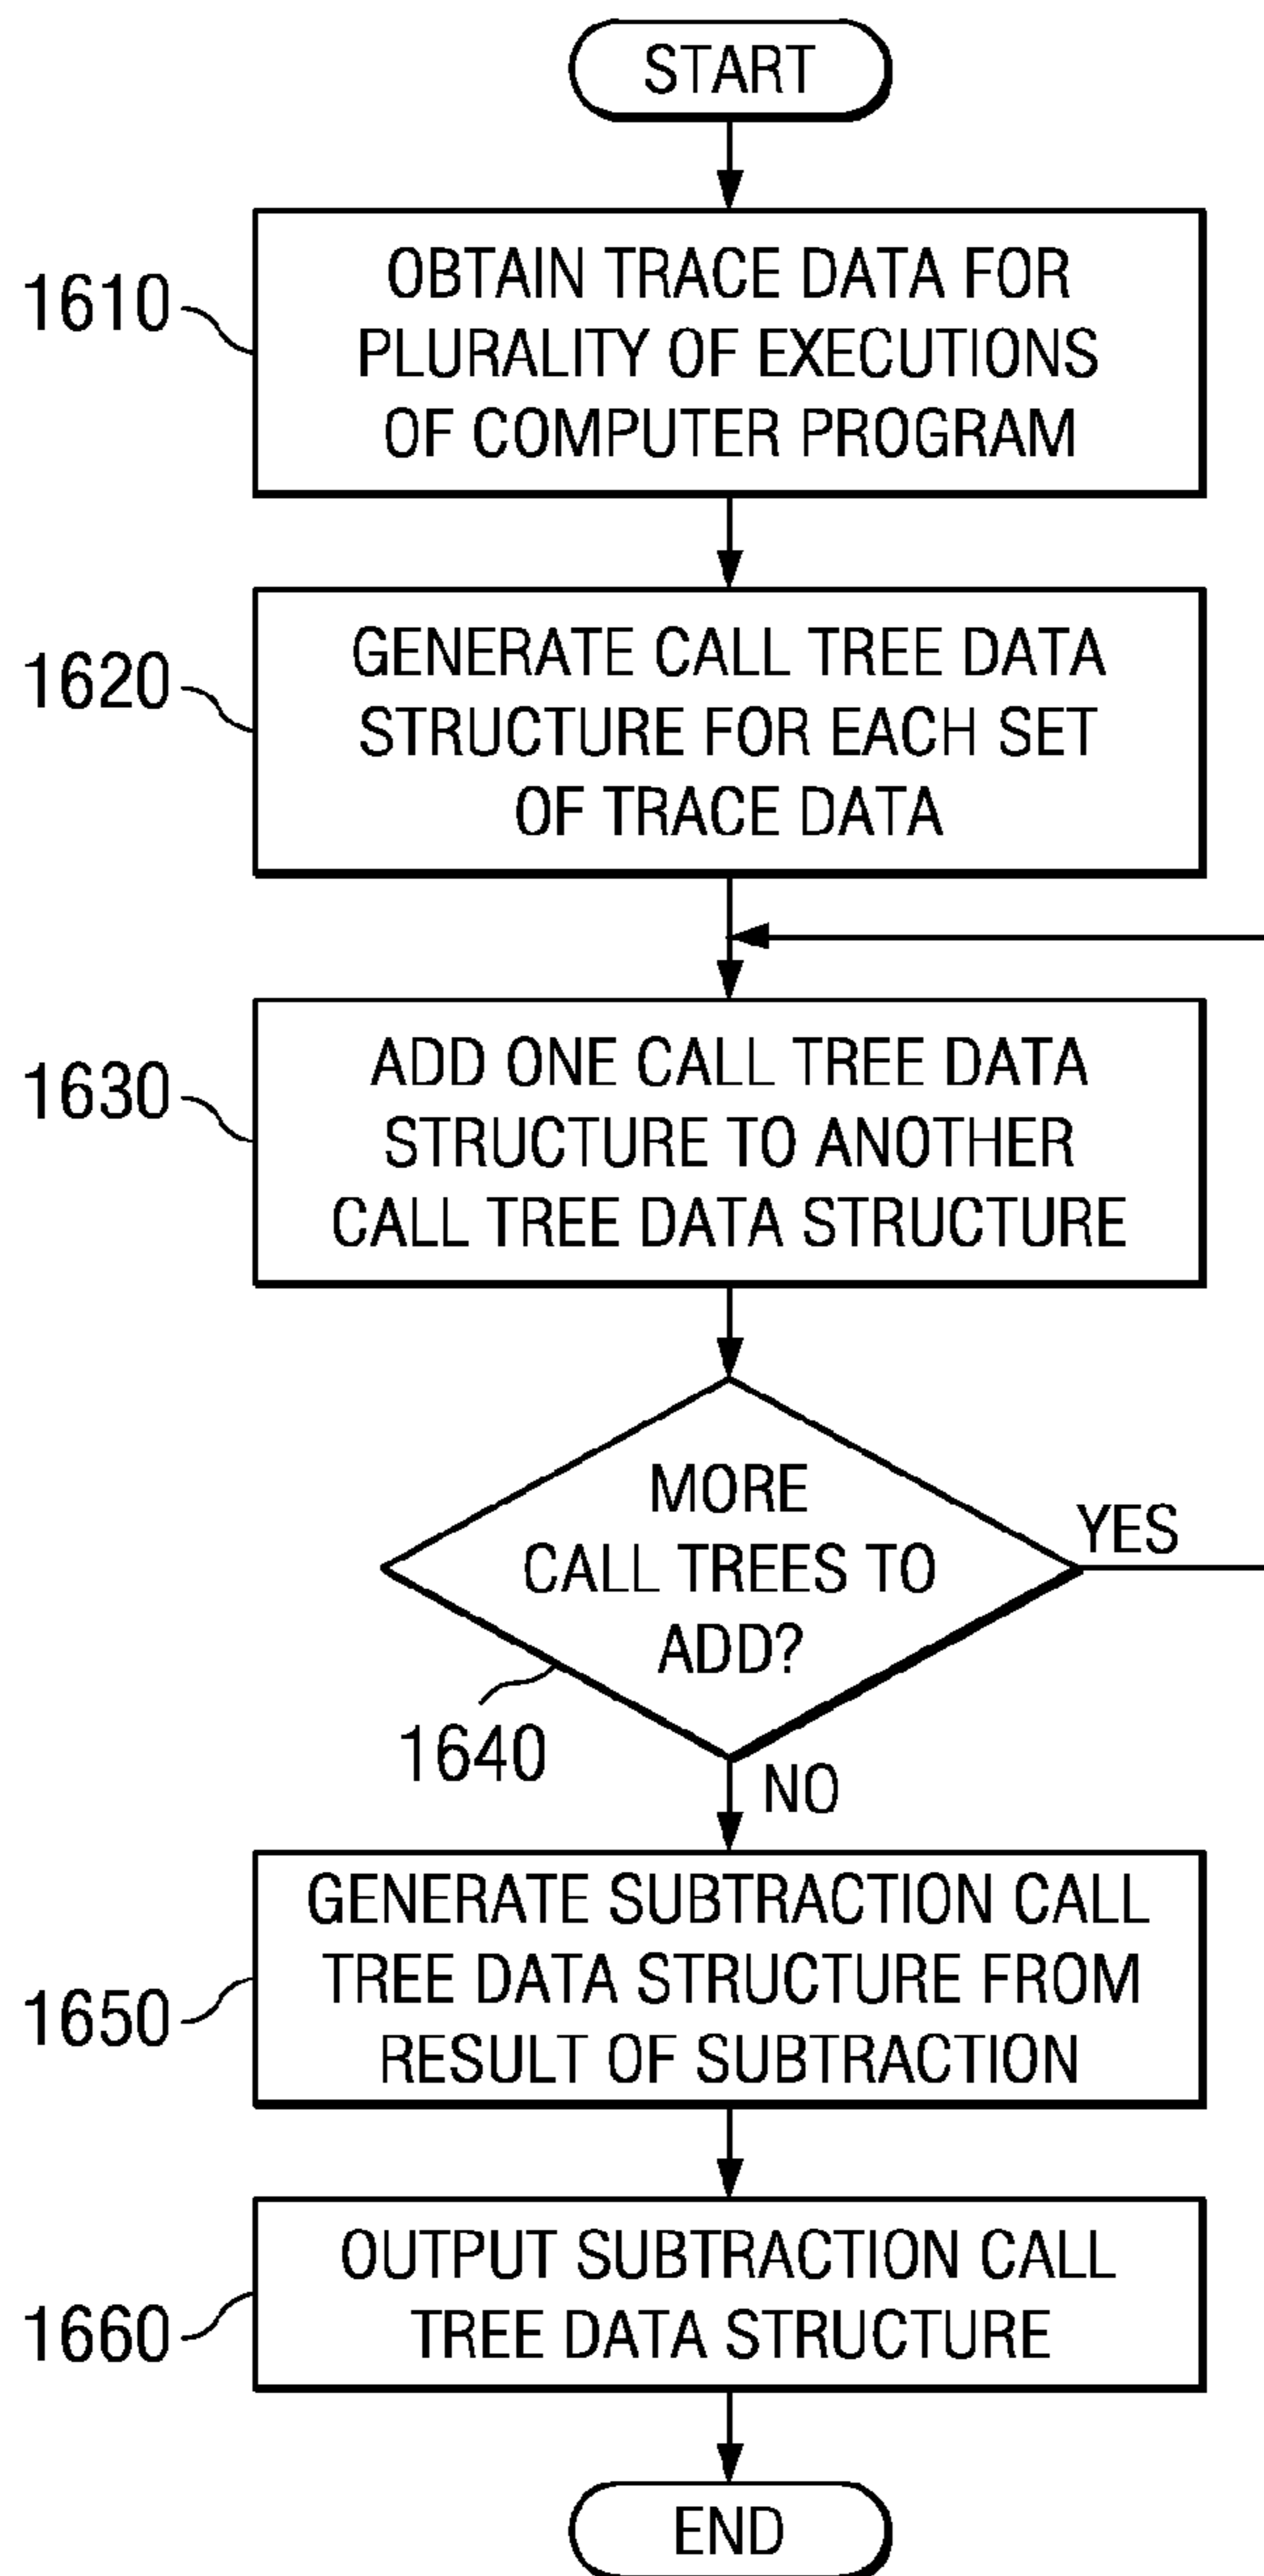 START
1610
OBTAIN TRACE DATA FOR
PLURALITY OF EXECUTIONS
OF COMPUTER PROGRAM
1620
GENERATE CALL TREE DATA
STRUCTURE FOR EACH SET
OF TRACE DATA
1630
ADD ONE CALL TREE DATA
STRUCTURE TO ANOTHER
CALL TREE DATA STRUCTURE
MORE
CALL TREES TO
ADD?
YES
1640
NO
1650
GENERATE SUBTRACTION CALL
TREE DATA STRUCTURE FROM
RESULT OF SUBTRACTION
1660
OUTPUT SUBTRACTION CALL
TREE DATA STRUCTURE
END